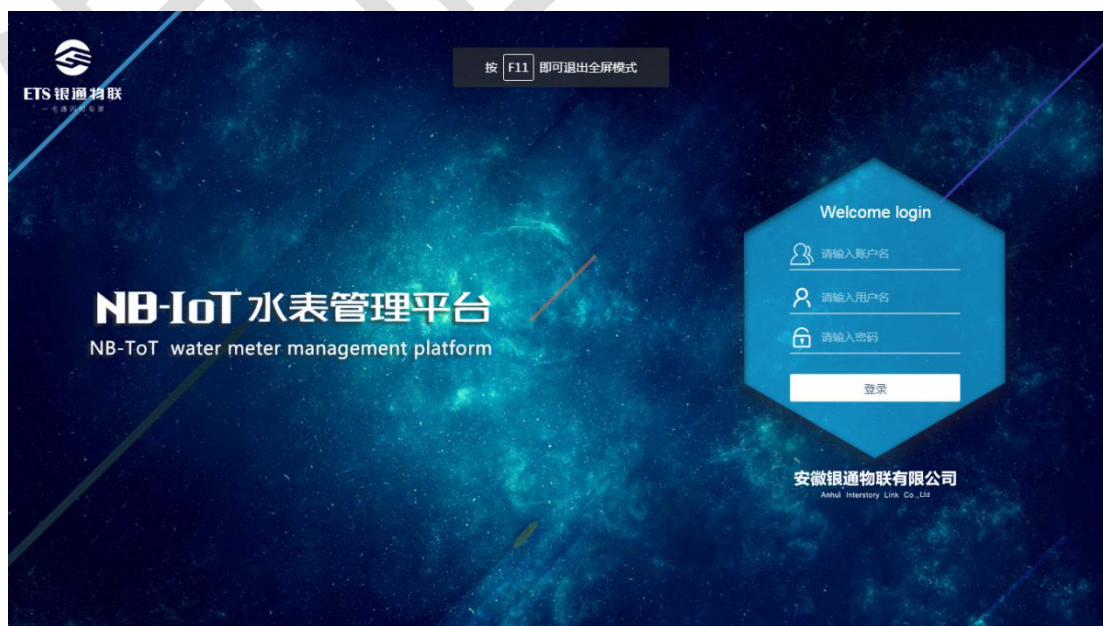 ETS 银通物联
按 F11 即可退出全屏模式
Welcome login
请输入账户名
请输入用户名
请输入密码
登录
NB-IoT 水表管理平台
NB-ToT water meter management platform
安徽银通物联有限公司
Anhui Interstory Link Co.,Ltd